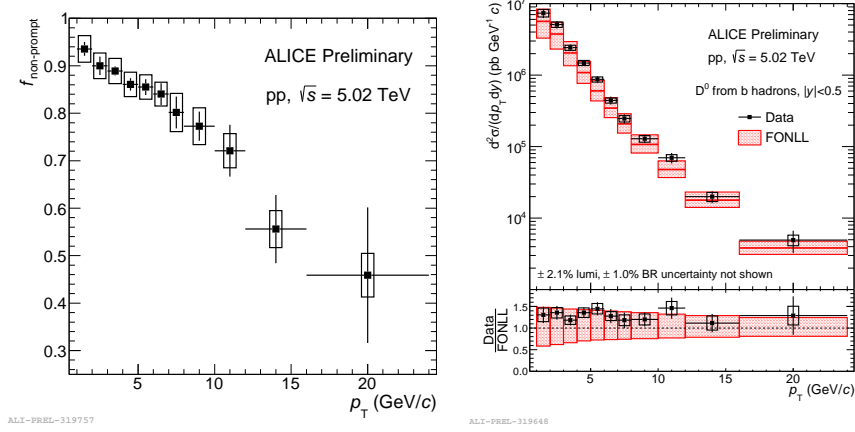 f non-prompt
1
0.9
0.8
0.7
0.6
0.5
0.4
0.3
ALICE Preliminary
pp, √s = 5.02 TeV
5 10 15 20
p_T (GeV/c)
ALI-PREL-319757
d²σ/(dp_T dy) (pb GeV⁻¹ c)
10⁷
10⁶
10⁵
10⁴
ALICE Preliminary
pp, √s = 5.02 TeV
D⁰ from b hadrons, |y|<0.5
Data
FONLL
± 2.1% lumi, ± 1.0% BR uncertainty not shown
Data
FONLL
1.5
1.0
0.5
0.0
5 10 15 20
p_T (GeV/c)
ALI-PREL-319648